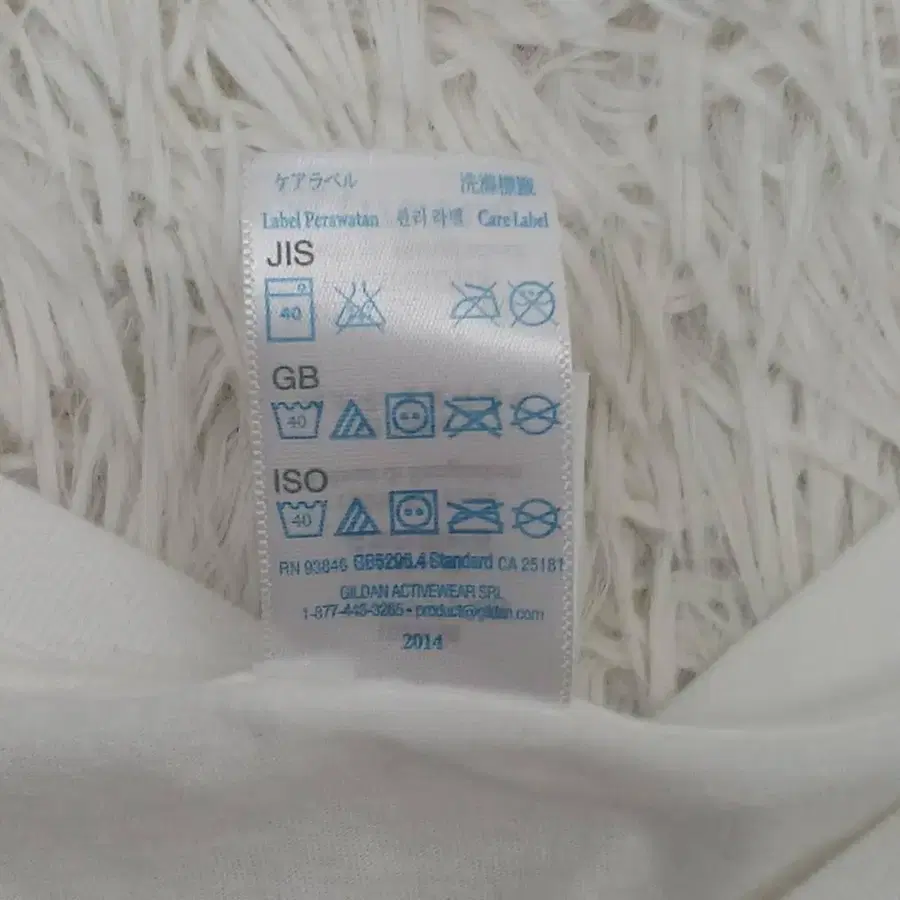 ケアラベル 洗滌標籤
Label Perawatan 관리 라벨 Care Label
JIS
40
GB
40
ISO
40
RN 93846 GB5296.4 Standard CA 25181
GILDAN ACTIVEWEAR SRL
1-877-445-3265 • product@gildan.com
2014